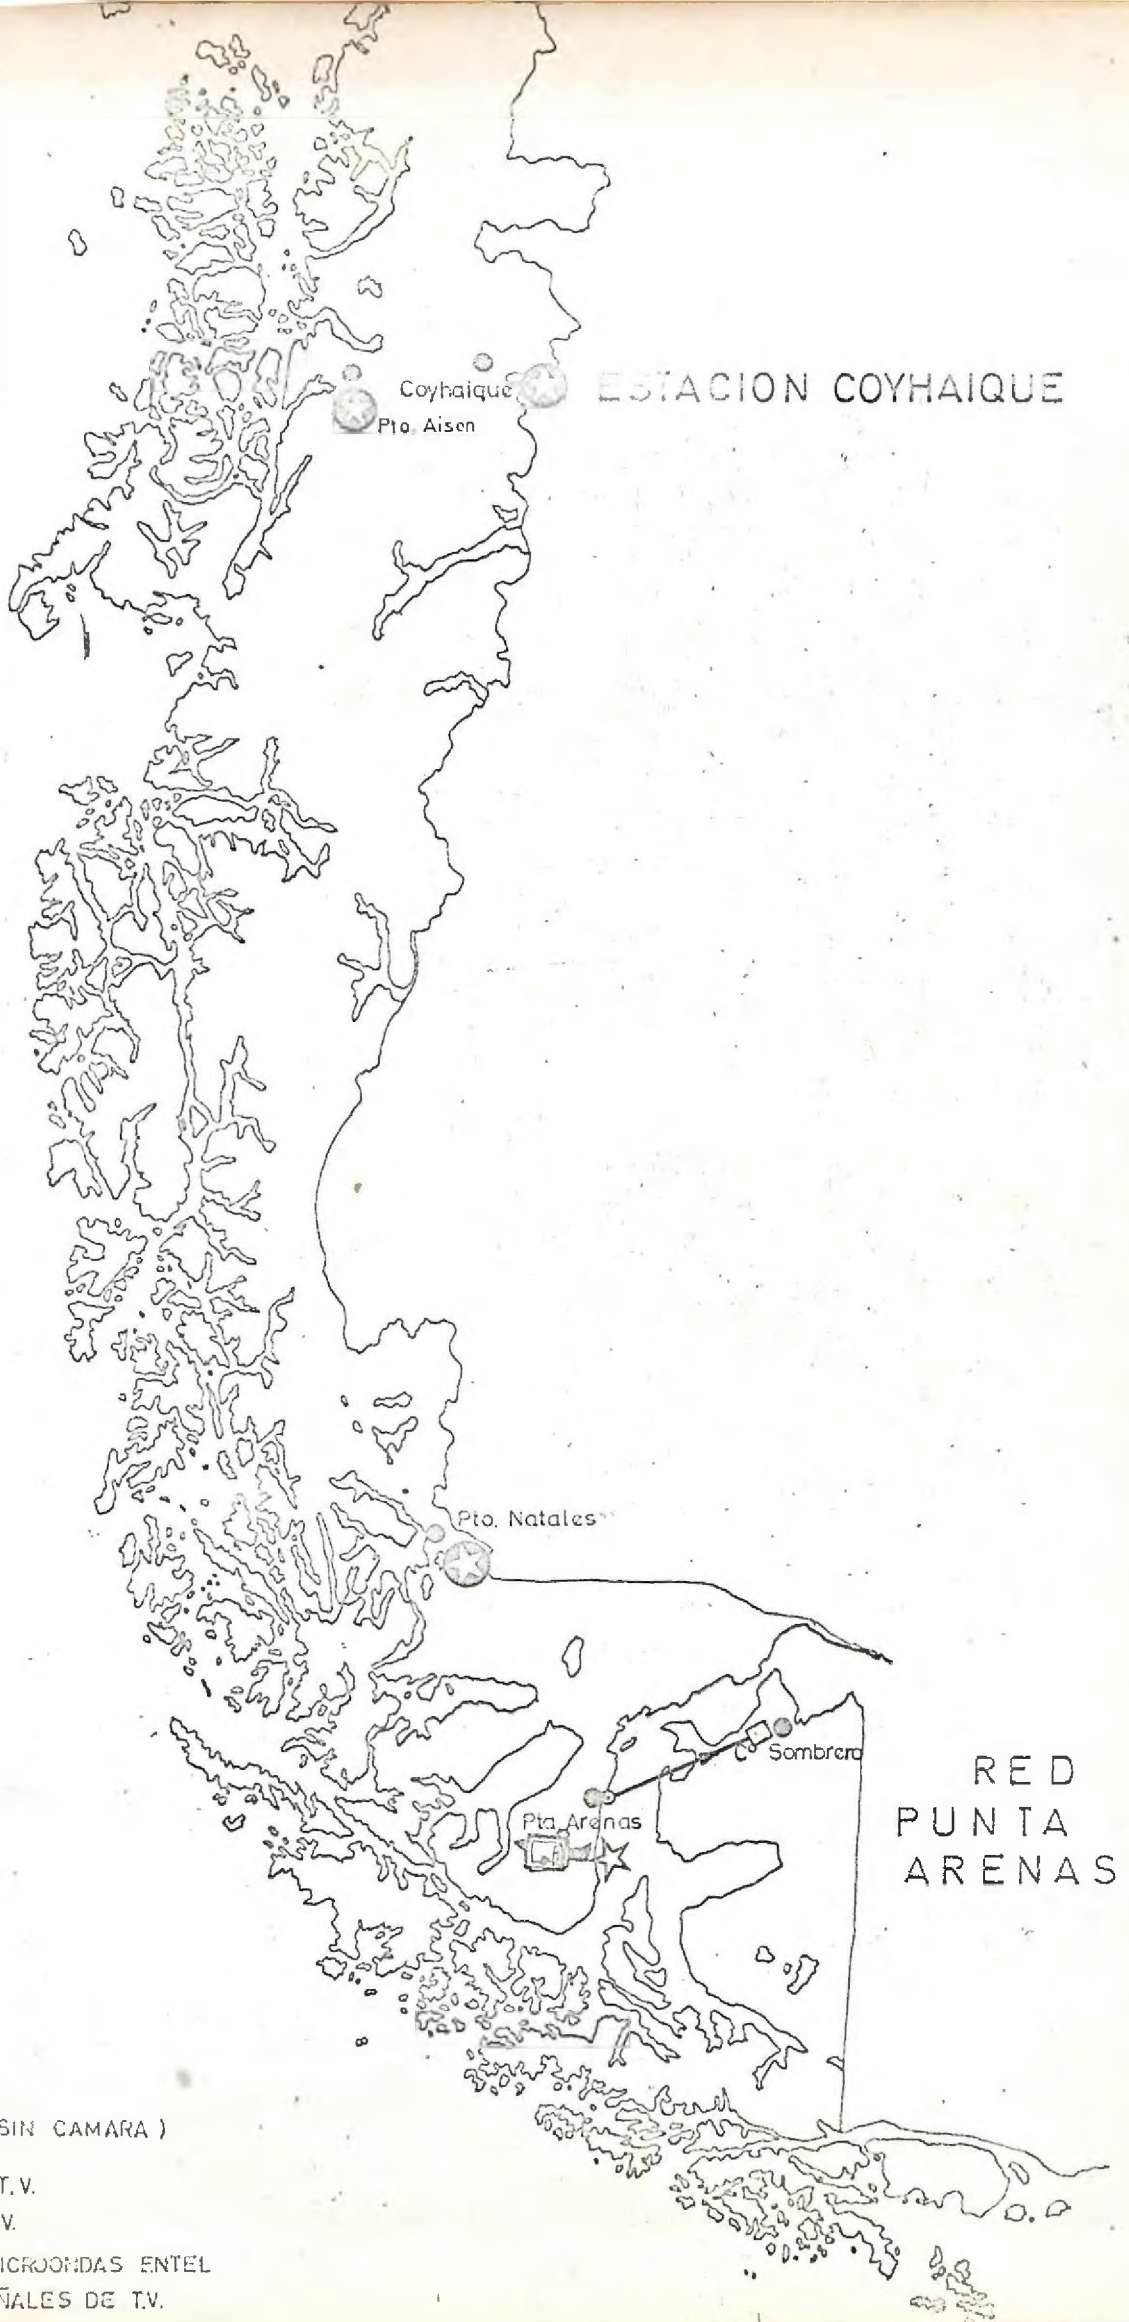 Coyhaique
ESTACION COYHAIQUE
Pto. Aisen
Pto. Natales
Cº Sombrero
Pta. Arenas
RED
PUNTA
ARENAS
SIN CAMARA )
T. V.
V.
ICROONDAS ENTEL
ÑALES DE T.V.